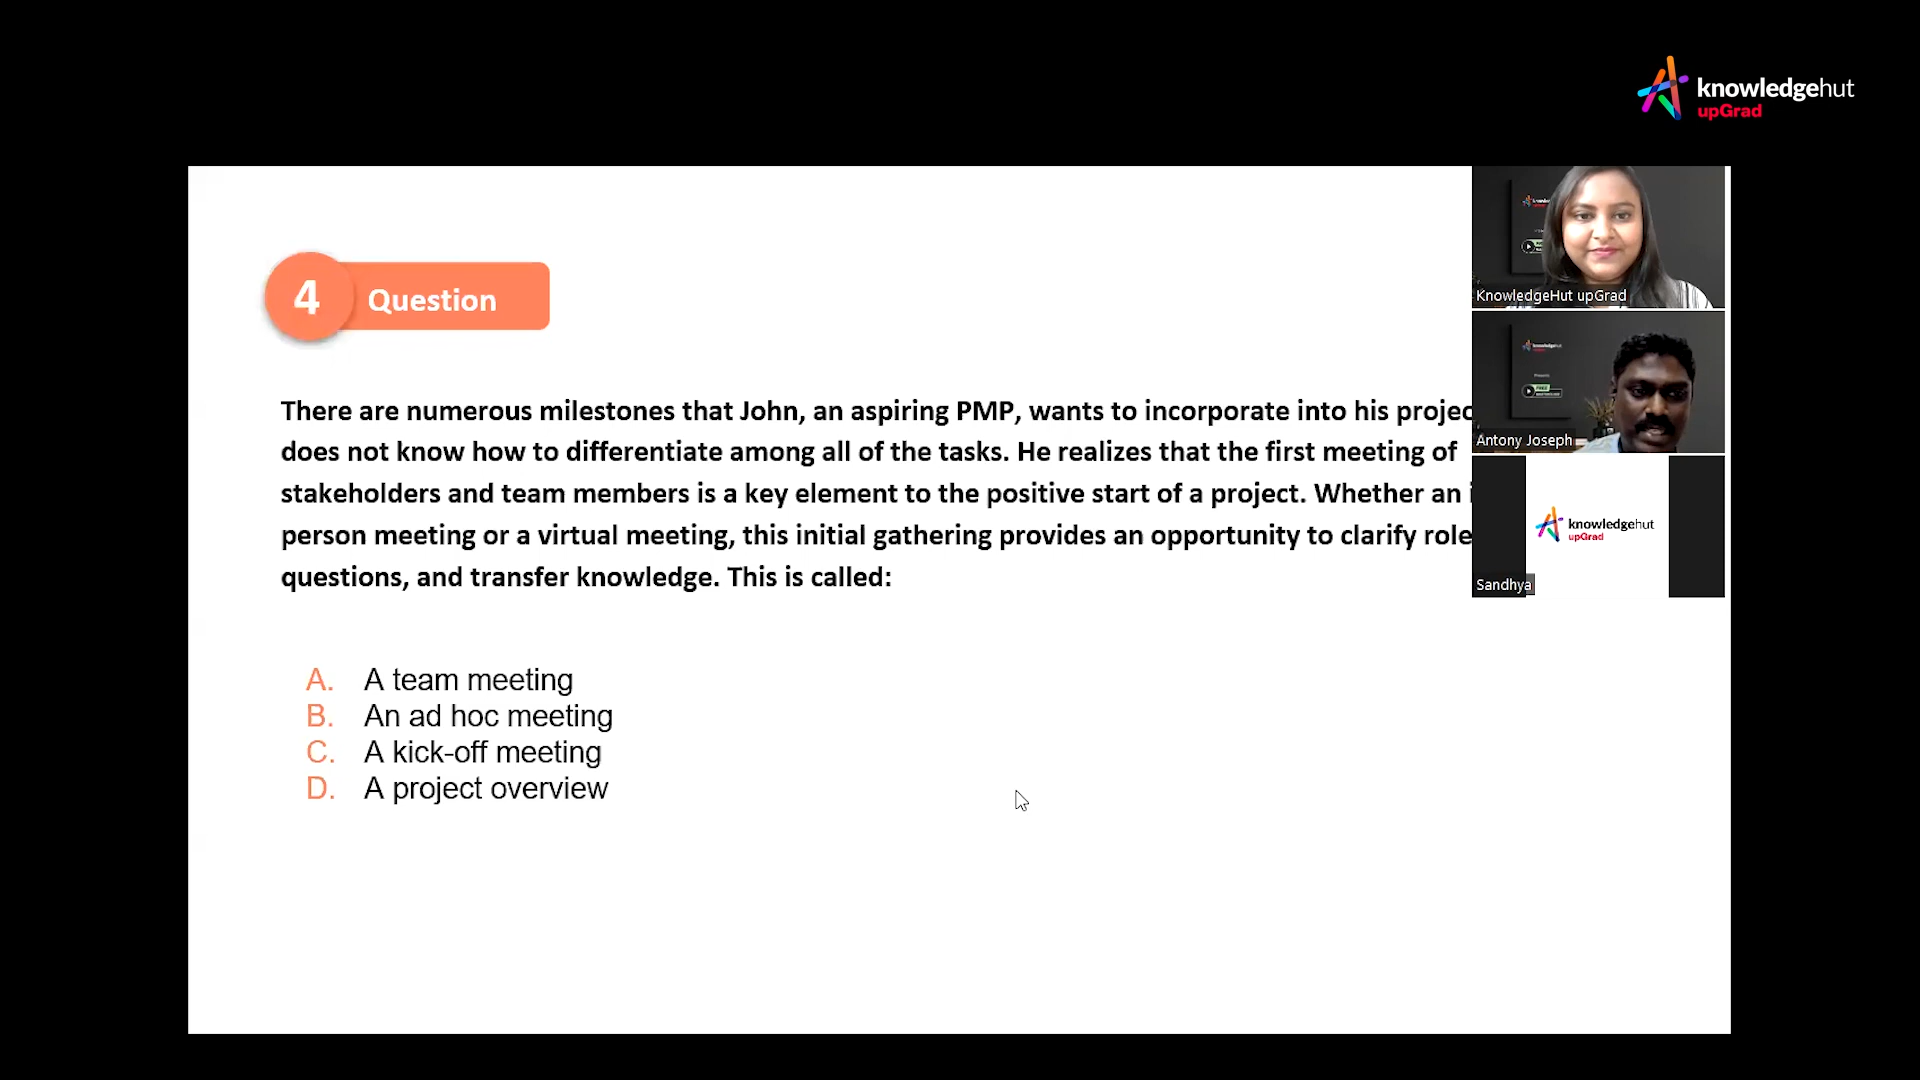 knowledgehut
upGrad
4 Question
There are numerous milestones that John, an aspiring PMP, wants to incorporate into his
does not know how to differentiate among all of the tasks. He realizes that the first meeting of
stakeholders and team members is a key element to the positive start of a project. Whether an
person meeting or a virtual meeting, this initial gathering provides an opportunity to clarify
questions, and transfer knowledge. This is called:
A. A team meeting
B. An ad hoc meeting
C. A kick-off meeting
D. A project overview
KnowledgeHut upGrad
Antony Joseph
knowledgehut
upGrad
Sandhya